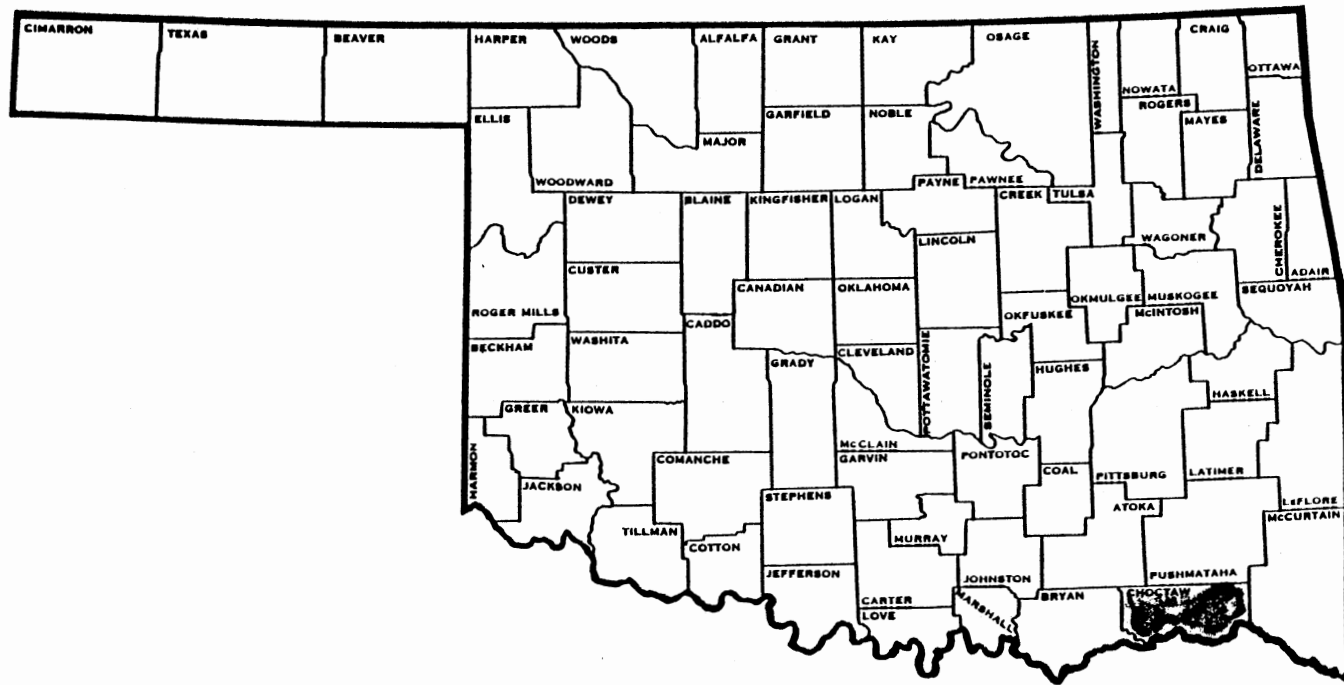 CIMARRON
TEXAS
BEAVER
HARPER
WOODS
ALFALFA
GRANT
KAY
OSAGE
WASHINGTON
NOWATA
CRAIG
OTTAWA
ROGERS
MAYES
DELAWARE
ELLIS
WOODWARD
MAJOR
GARFIELD
NOBLE
PAYNE
PAWNEE
CREEK
TULSA
DEWEY
BLAINE
KINGFISHER
LOGAN
LINCOLN
WAGONER
CHEROKEE
ADAIR
CUSTER
CANADIAN
OKLAHOMA
OKMULGEE
MUSKOGEE
SEQUOYAH
ROGER MILLS
CADDO
OKFUSKEE
McINTOSH
BECKHAM
WASHITA
GRADY
CLEVELAND
POTTAWATOMIE
SEMINOLE
HUGHES
HASKELL
GREER
KIOWA
HARMON
JACKSON
COMANCHE
McCLAIN
GARVIN
PONTOTOC
COAL
PITTSBURG
LATIMER
LeFLORE
McCURTAIN
STEPHENS
ATOKA
TILLMAN
COTTON
MURRAY
JEFFERSON
JOHNSTON
PUSHMATAHA
CARTER
LOVE
MARSHALL
BRYAN
CHOCTAW